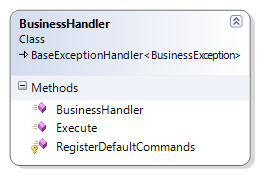 BusinessHandler
Class
BaseExceptionHandler<BusinessException>
Methods
BusinessHandler
Execute
RegisterDefaultCommands